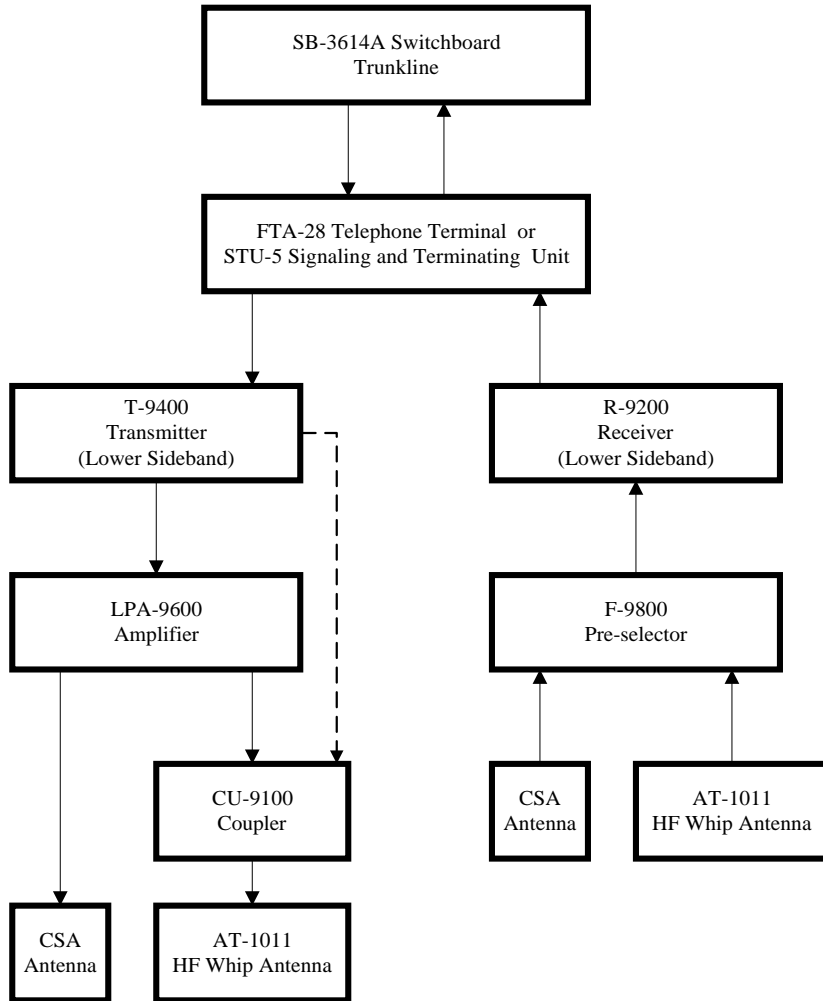 SB-3614A Switchboard
Trunkline
FTA-28 Telephone Terminal or
STU-5 Signaling and Terminating Unit
T-9400
Transmitter
(Lower Sideband)
R-9200
Receiver
(Lower Sideband)
LPA-9600
Amplifier
F-9800
Pre-selector
CU-9100
Coupler
CSA
Antenna
AT-1011
HF Whip Antenna
CSA
Antenna
AT-1011
HF Whip Antenna